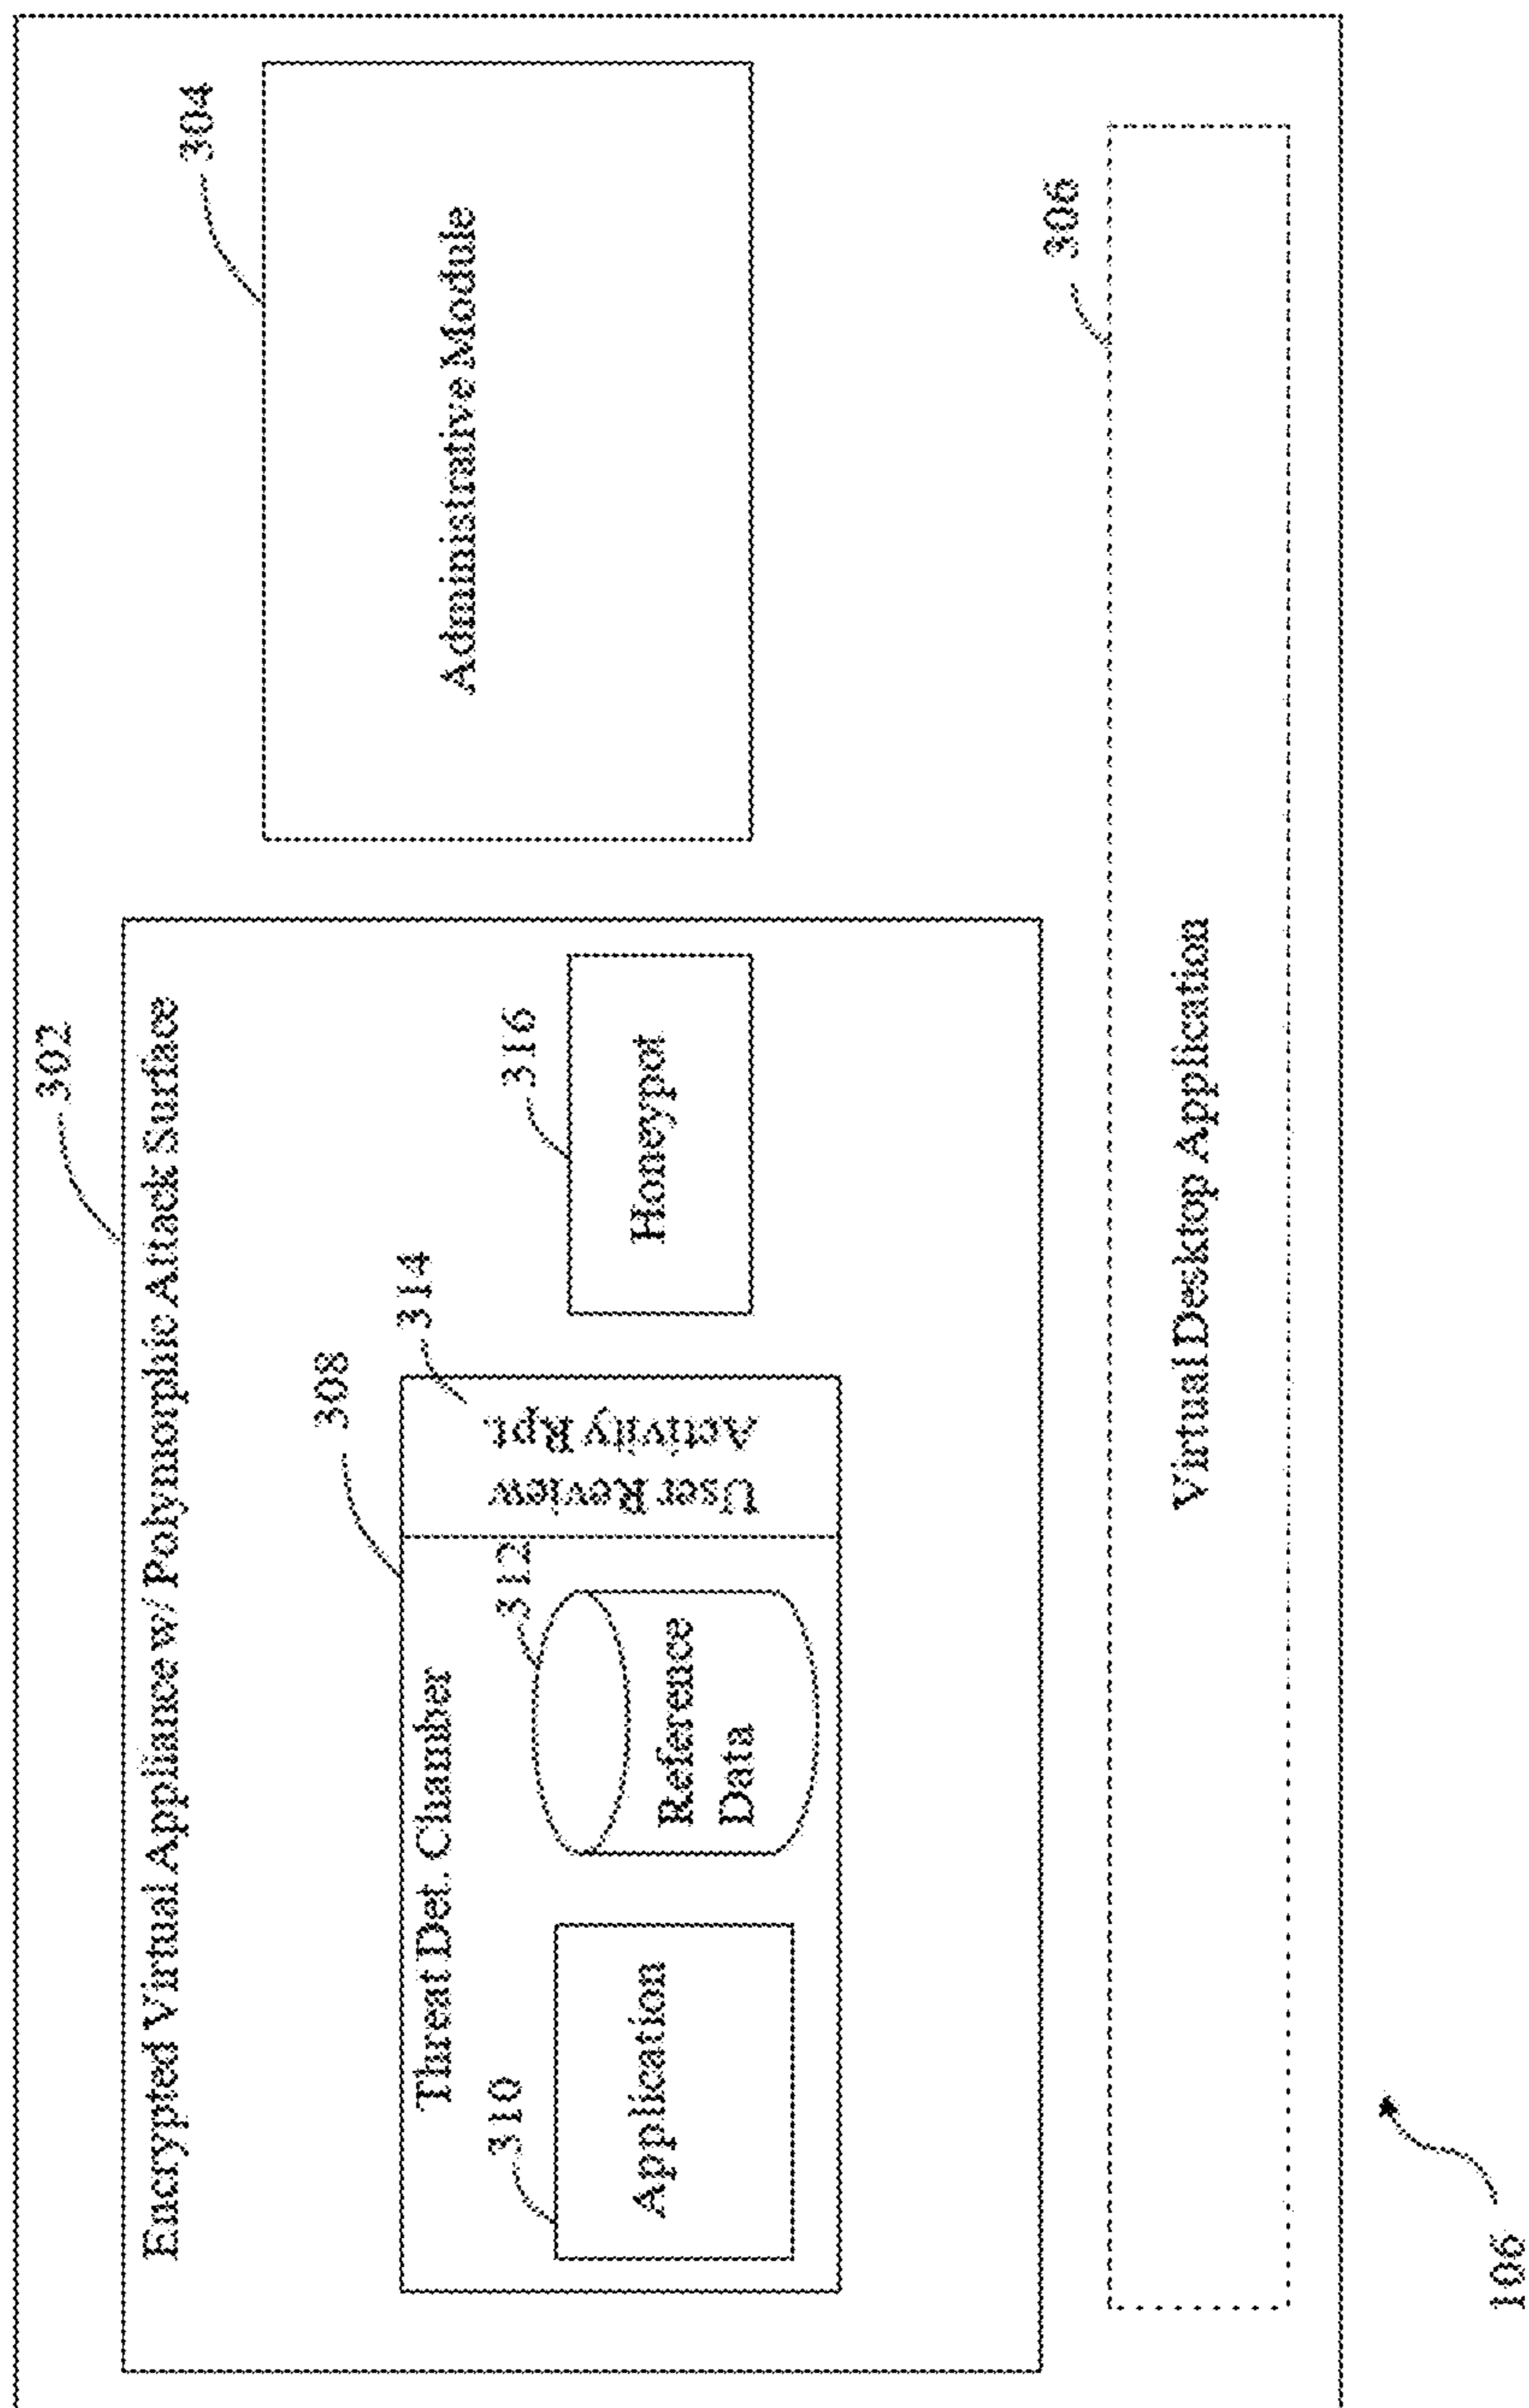 302
Encrypted Virtual Appliance w/ Polymorphic Attack Surface
304
Administrative Module
308
Threat Det. Chamber
310
Application
312
Reference
Data
314
User Review
Activity Rpt.
316
Honeypot
306
Virtual Desktop Application
106